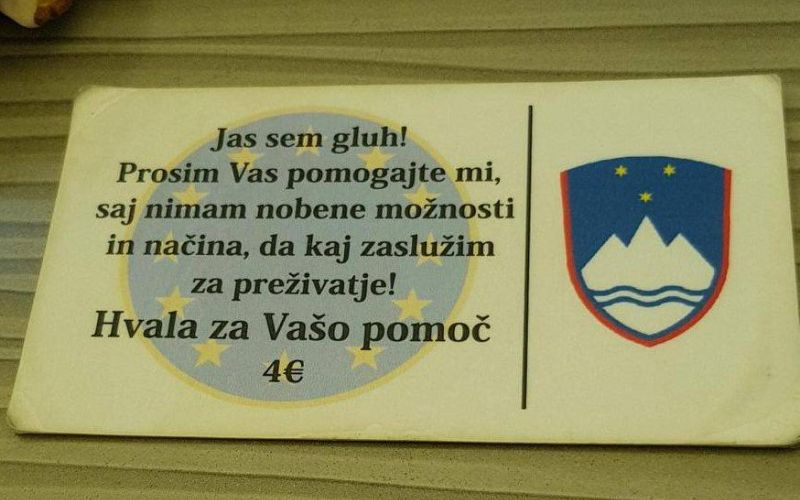 Jas sem gluh!
Prosim Vas pomogajte mi,
saj nimam nobene možnosti
in načina, da kaj zaslužim
za preživatje!
Hvala za Vašo pomoč
4€